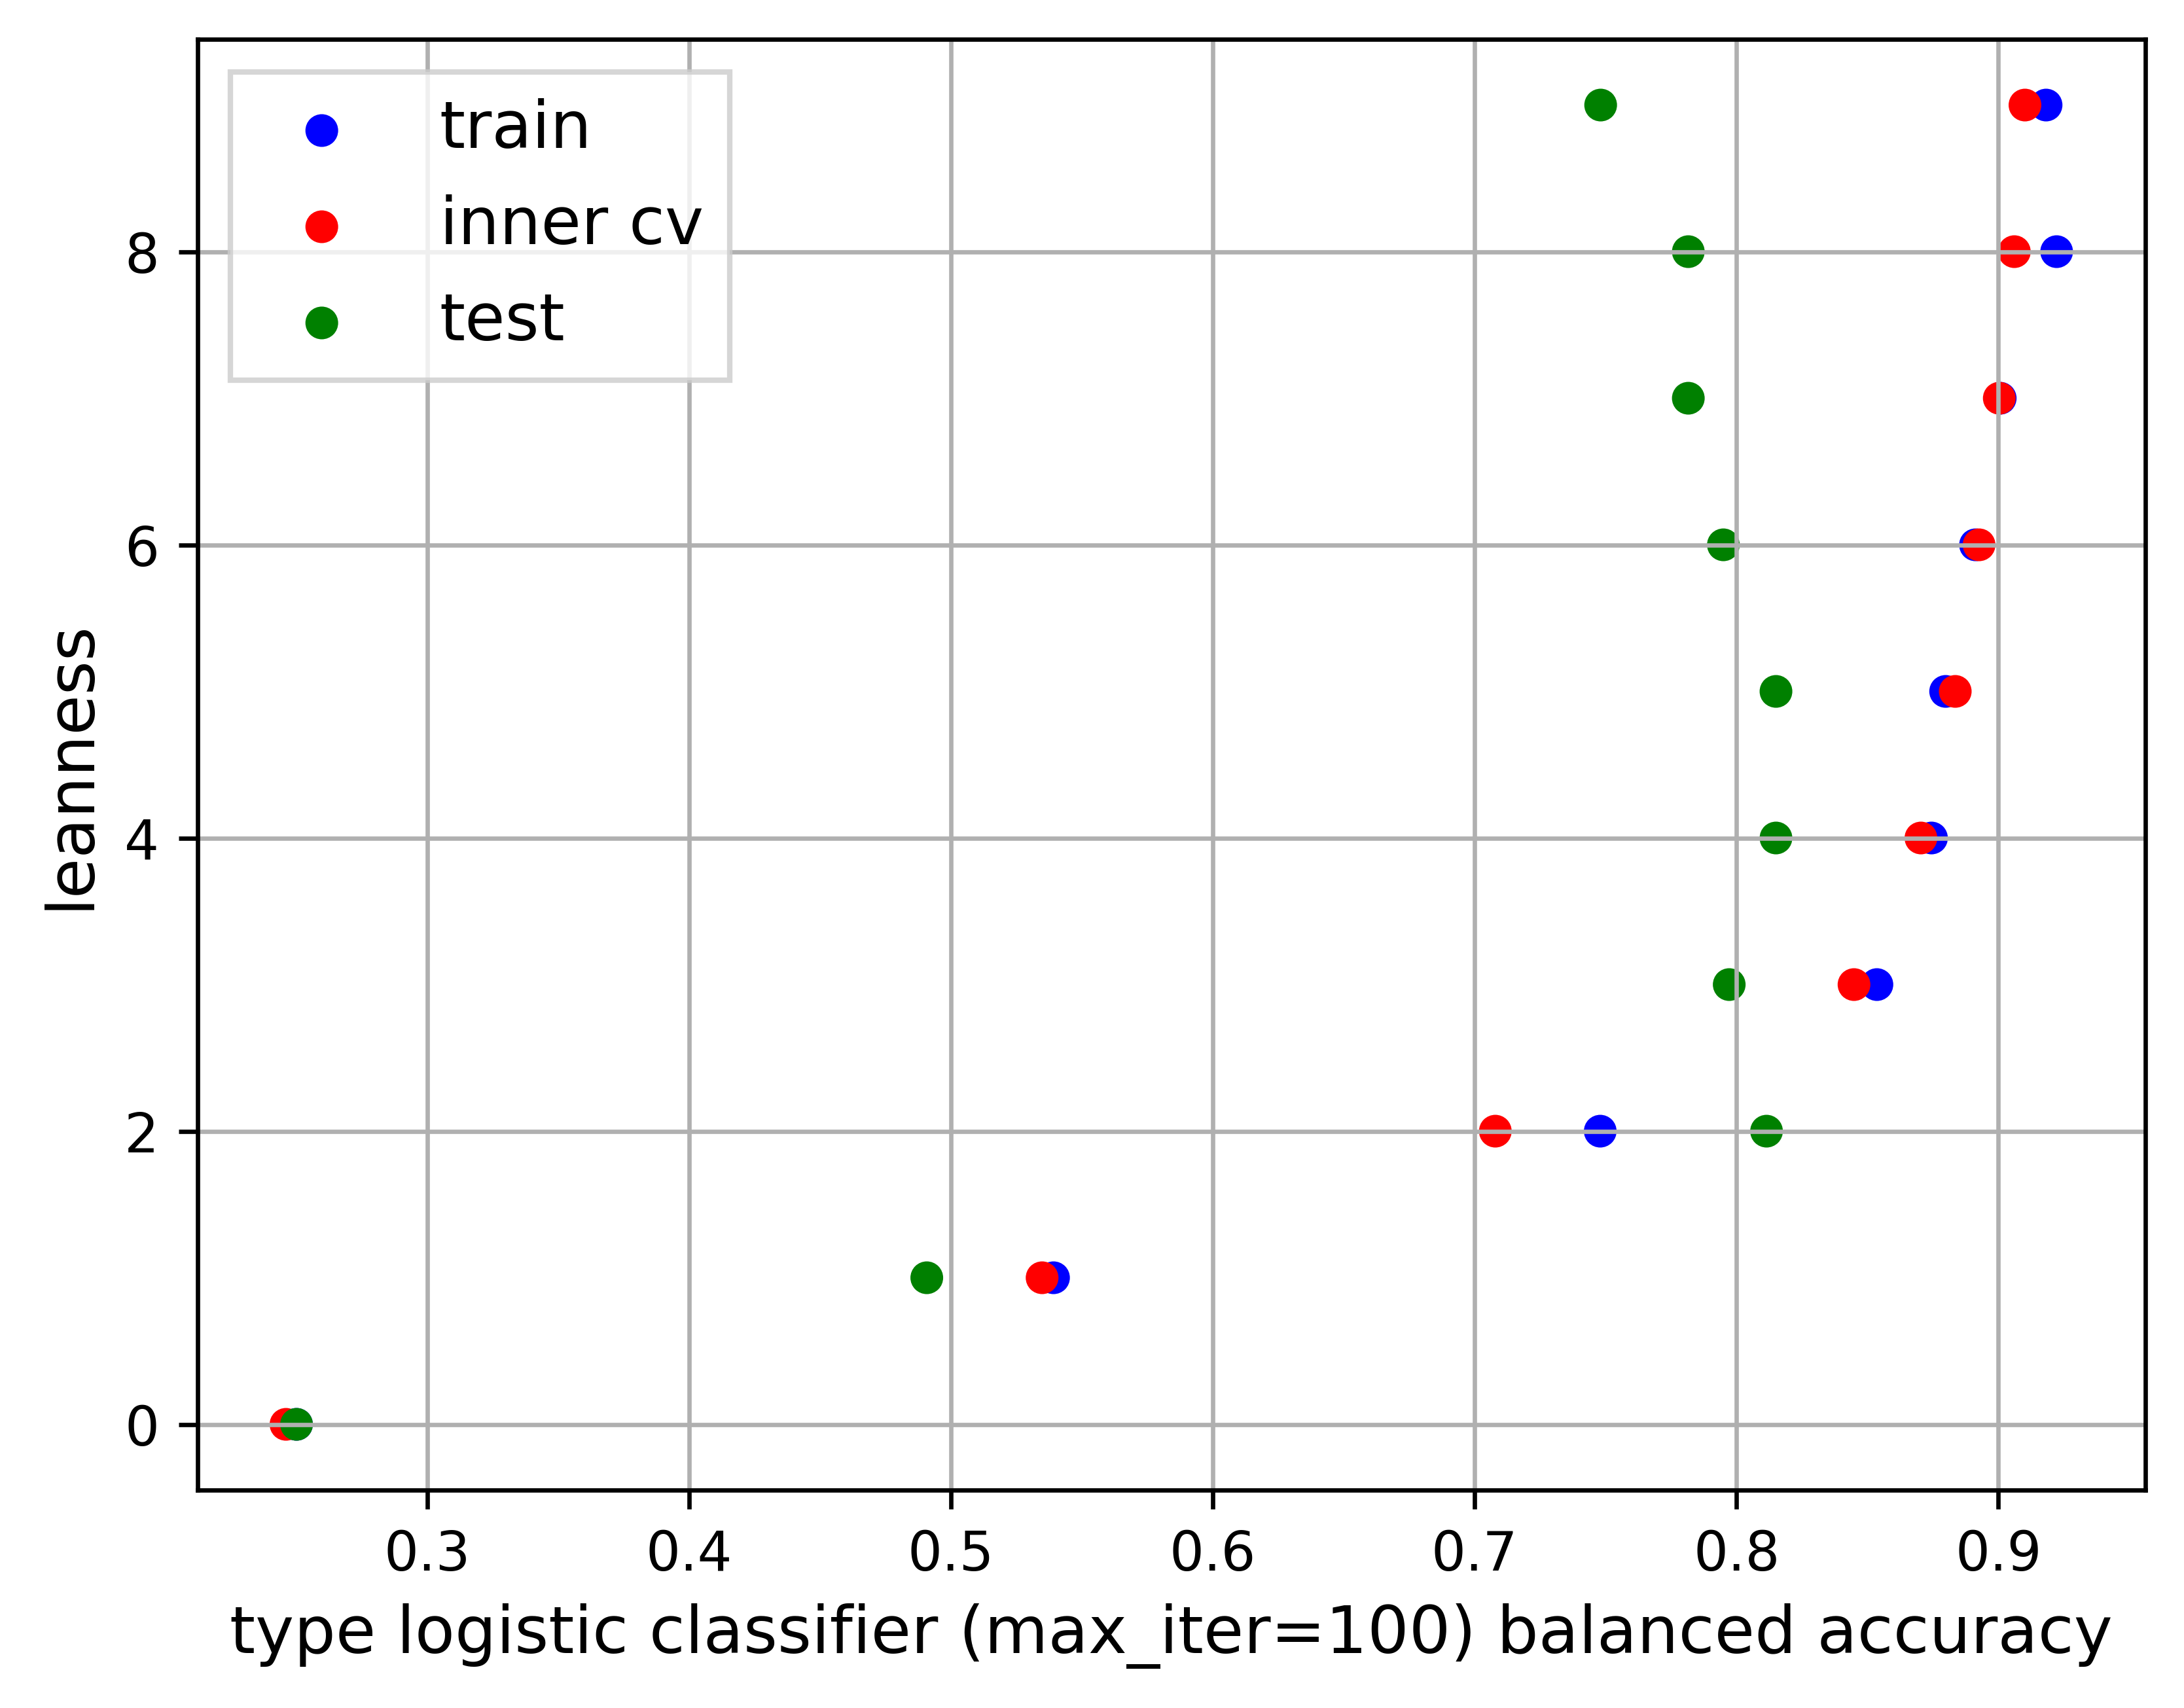 train
inner cv
test
8
6
4
2
0
leanness
0.3 0.4 0.5 0.6 0.7 0.8 0.9
type logistic classifier (max_iter=100) balanced accuracy